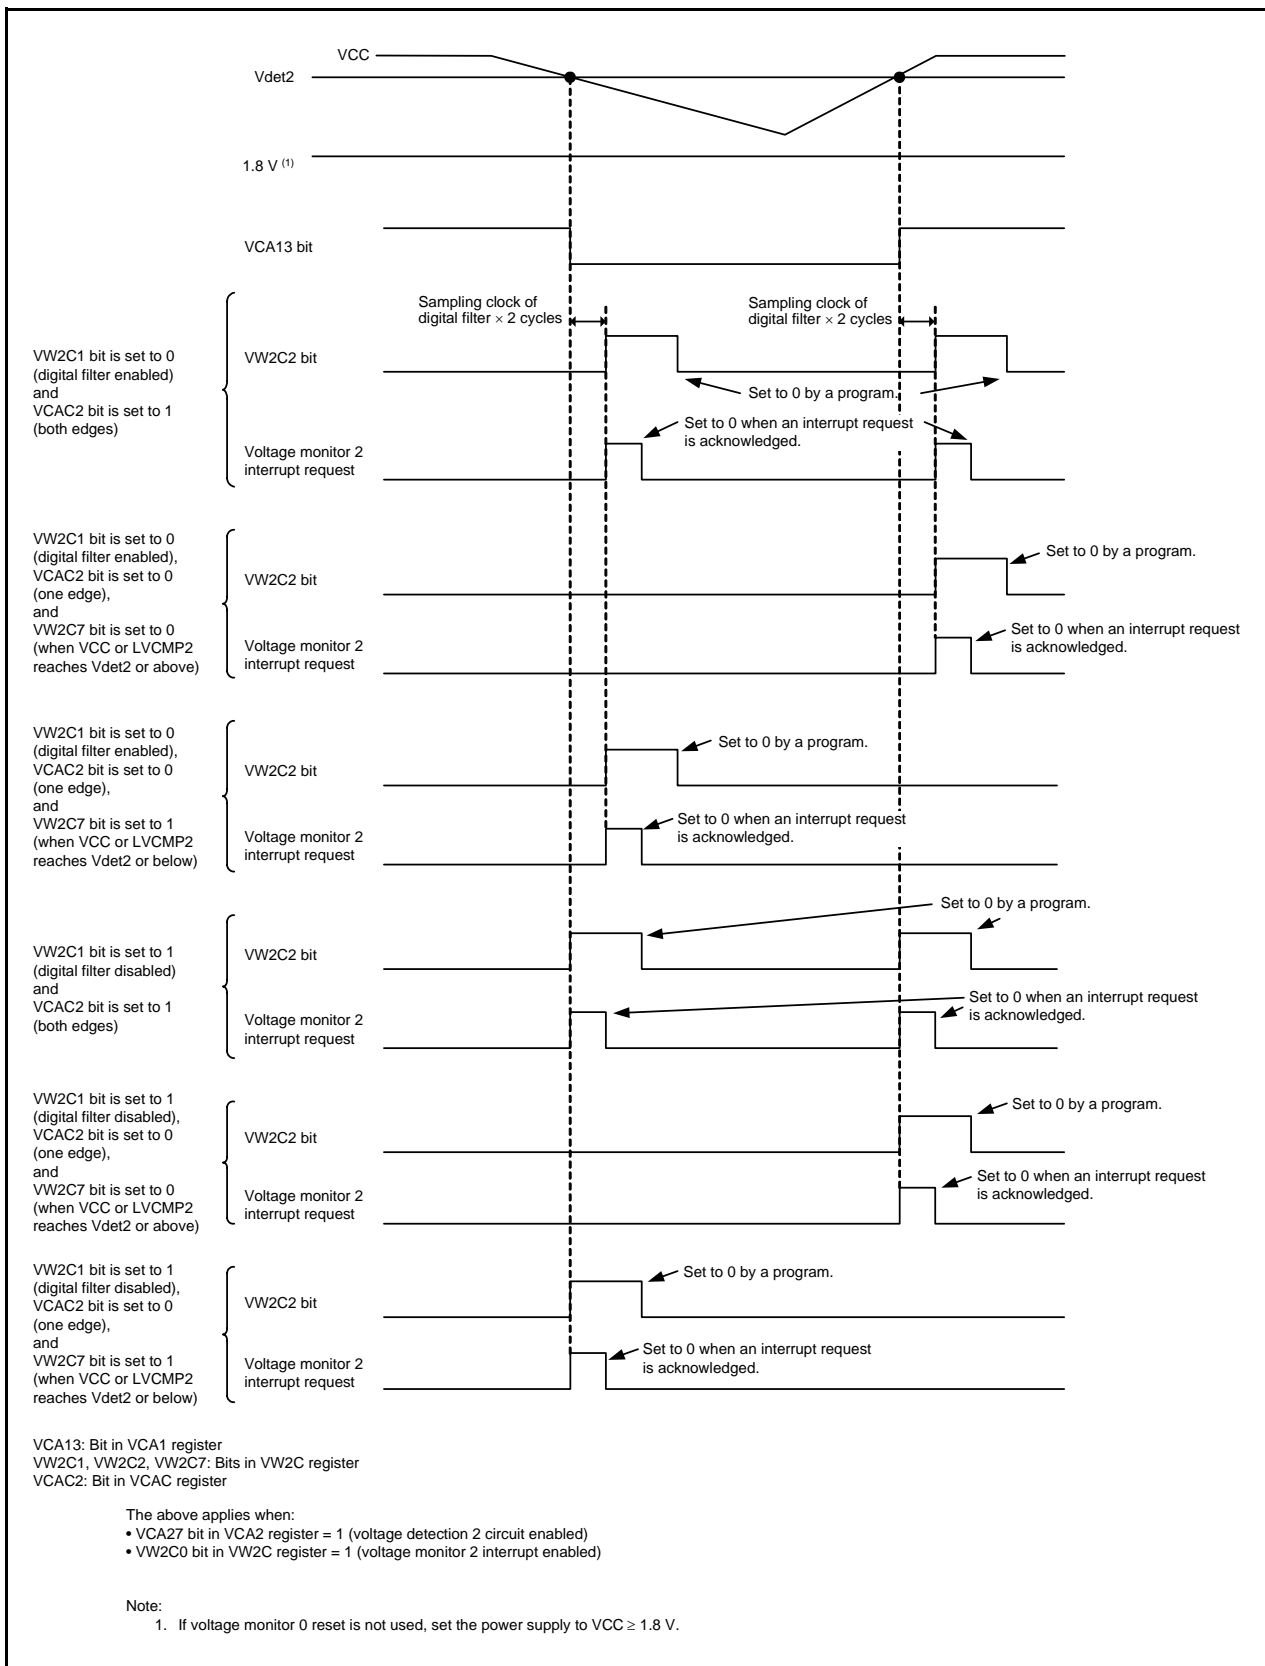 VCC
Vdet2
1.8 V (1)
VCA13 bit
Sampling clock of
digital filter × 2 cycles
Sampling clock of
digital filter × 2 cycles
VW2C1 bit is set to 0
(digital filter enabled)
and
VCAC2 bit is set to 1
(both edges)
VW2C2 bit
Set to 0 by a program.
Set to 0 when an interrupt request
is acknowledged.
Voltage monitor 2
interrupt request
VW2C1 bit is set to 0
(digital filter enabled),
VCAC2 bit is set to 0
(one edge),
and
VW2C7 bit is set to 0
(when VCC or LVCMP2
reaches Vdet2 or above)
VW2C2 bit
Set to 0 by a program.
Voltage monitor 2
interrupt request
Set to 0 when an interrupt request
is acknowledged.
VW2C1 bit is set to 0
(digital filter enabled),
VCAC2 bit is set to 0
(one edge),
and
VW2C7 bit is set to 1
(when VCC or LVCMP2
reaches Vdet2 or below)
VW2C2 bit
Set to 0 by a program.
Voltage monitor 2
interrupt request
Set to 0 when an interrupt request
is acknowledged.
VW2C1 bit is set to 1
(digital filter disabled)
and
VCAC2 bit is set to 1
(both edges)
VW2C2 bit
Set to 0 by a program.
Voltage monitor 2
interrupt request
Set to 0 when an interrupt request
is acknowledged.
VW2C1 bit is set to 1
(digital filter disabled),
VCAC2 bit is set to 0
(one edge),
and
VW2C7 bit is set to 0
(when VCC or LVCMP2
reaches Vdet2 or above)
VW2C2 bit
Set to 0 by a program.
Voltage monitor 2
interrupt request
Set to 0 when an interrupt request
is acknowledged.
VW2C1 bit is set to 1
(digital filter disabled),
VCAC2 bit is set to 0
(one edge),
and
VW2C7 bit is set to 1
(when VCC or LVCMP2
reaches Vdet2 or below)
VW2C2 bit
Set to 0 by a program.
Voltage monitor 2
interrupt request
Set to 0 when an interrupt request
is acknowledged.
VCA13: Bit in VCA1 register
VW2C1, VW2C2, VW2C7: Bits in VW2C register
VCAC2: Bit in VCAC register
The above applies when:
• VCA27 bit in VCA2 register = 1 (voltage detection 2 circuit enabled)
• VW2C0 bit in VW2C register = 1 (voltage monitor 2 interrupt enabled)
Note:
1. If voltage monitor 0 reset is not used, set the power supply to VCC ≥ 1.8 V.